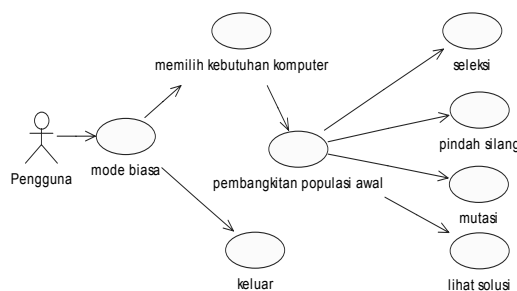 memilih kebutuhan komputer
seleksi
pindah silang
Pengguna
mode biasa
pembangkitan populasi awal
mutasi
keluar
lihat solusi